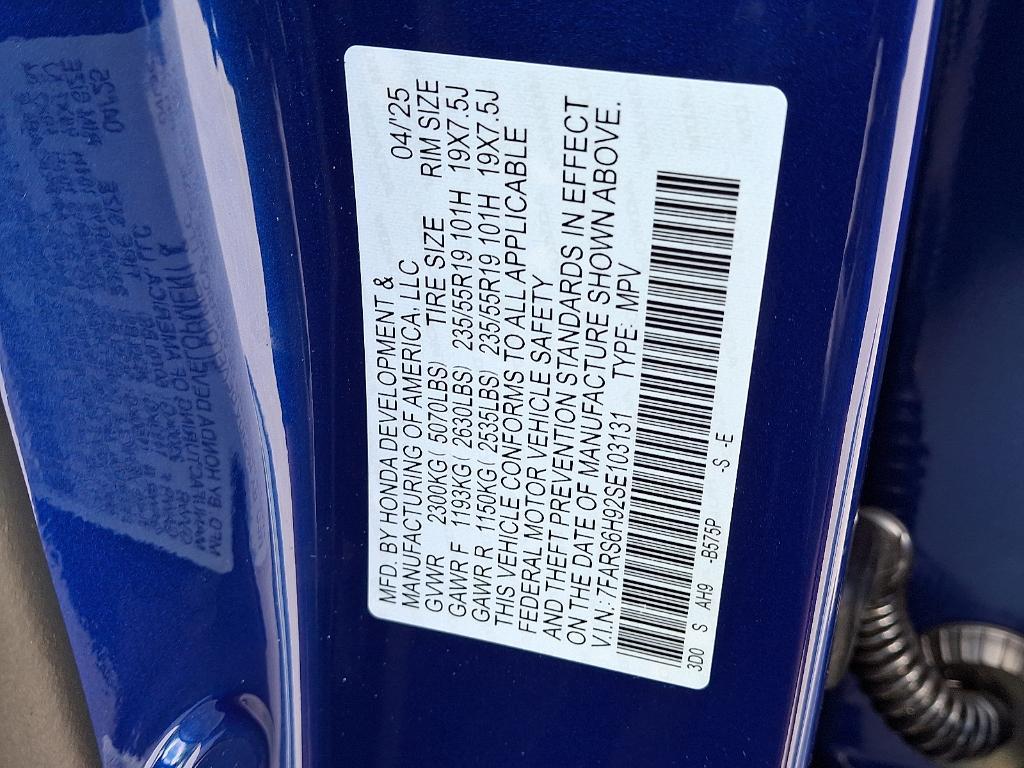 MFD. BY HONDA DEVELOPMENT &
MANUFACTURING OF AMERICA, LLC 04/'25
GVWR 2300KG ( 5070LBS) TIRE SIZE RIM SIZE
GAWR F 1193KG ( 2630LBS) 235/55R19 101H 19X7.5J
GAWR R 1150KG ( 2535LBS) 235/55R19 101H 19X7.5J
THIS VEHICLE CONFORMS TO ALL APPLICABLE
FEDERAL MOTOR VEHICLE SAFETY
AND THEFT PREVENTION STANDARDS IN EFFECT
ON THE DATE OF MANUFACTURE SHOWN ABOVE.
V.I.N.: 7FARS6H92SE103131 TYPE: MPV
3D0 S AH9 -B575P -S -E